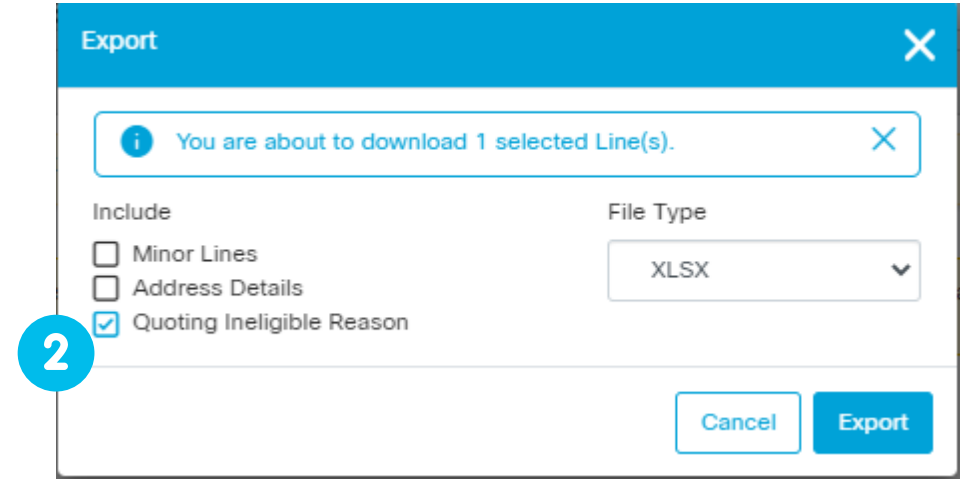 Export
You are about to download 1 selected Line(s).
Include
File Type
Minor Lines
XLSX
Address Details
Quoting Ineligible Reason
2
Cancel
Export